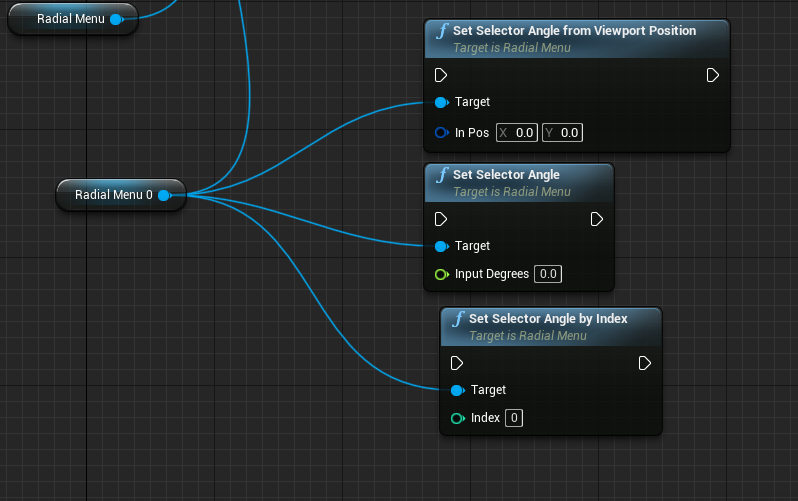 Radial Menu
f Set Selector Angle from Viewport Position
Target is Radial Menu
Target
In Pos X 0.0 Y 0.0
Radial Menu 0
f Set Selector Angle
Target is Radial Menu
Target
Input Degrees 0.0
f Set Selector Angle by Index
Target is Radial Menu
Target
Index 0